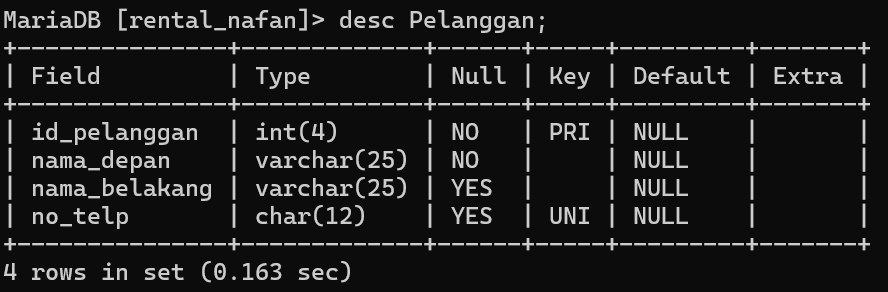 MariaDB [rental_nafan]> desc Pelanggan;
+---------------+-------------+------+-----+---------+-------+
| Field         | Type        | Null | Key | Default | Extra |
+---------------+-------------+------+-----+---------+-------+
| id_pelanggan  | int(4)      | NO   | PRI | NULL    |       |
| nama_depan    | varchar(25) | NO   |     | NULL    |       |
| nama_belakang | varchar(25) | YES  |     | NULL    |       |
| no_telp       | char(12)    | YES  | UNI | NULL    |       |
+---------------+-------------+------+-----+---------+-------+
4 rows in set (0.163 sec)